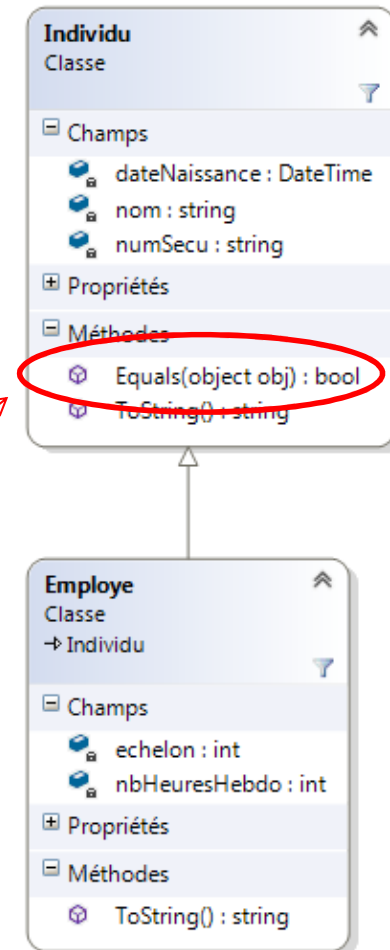 Individu
Classe
Champs
dateNaissance : DateTime
nom : string
numSecu : string
Propriétés
Méthodes
Equals(object obj) : bool
ToString() : string
Employe
Classe
Individu
Champs
echelon : int
nbHeuresHebdo : int
Propriétés
Méthodes
ToString() : string